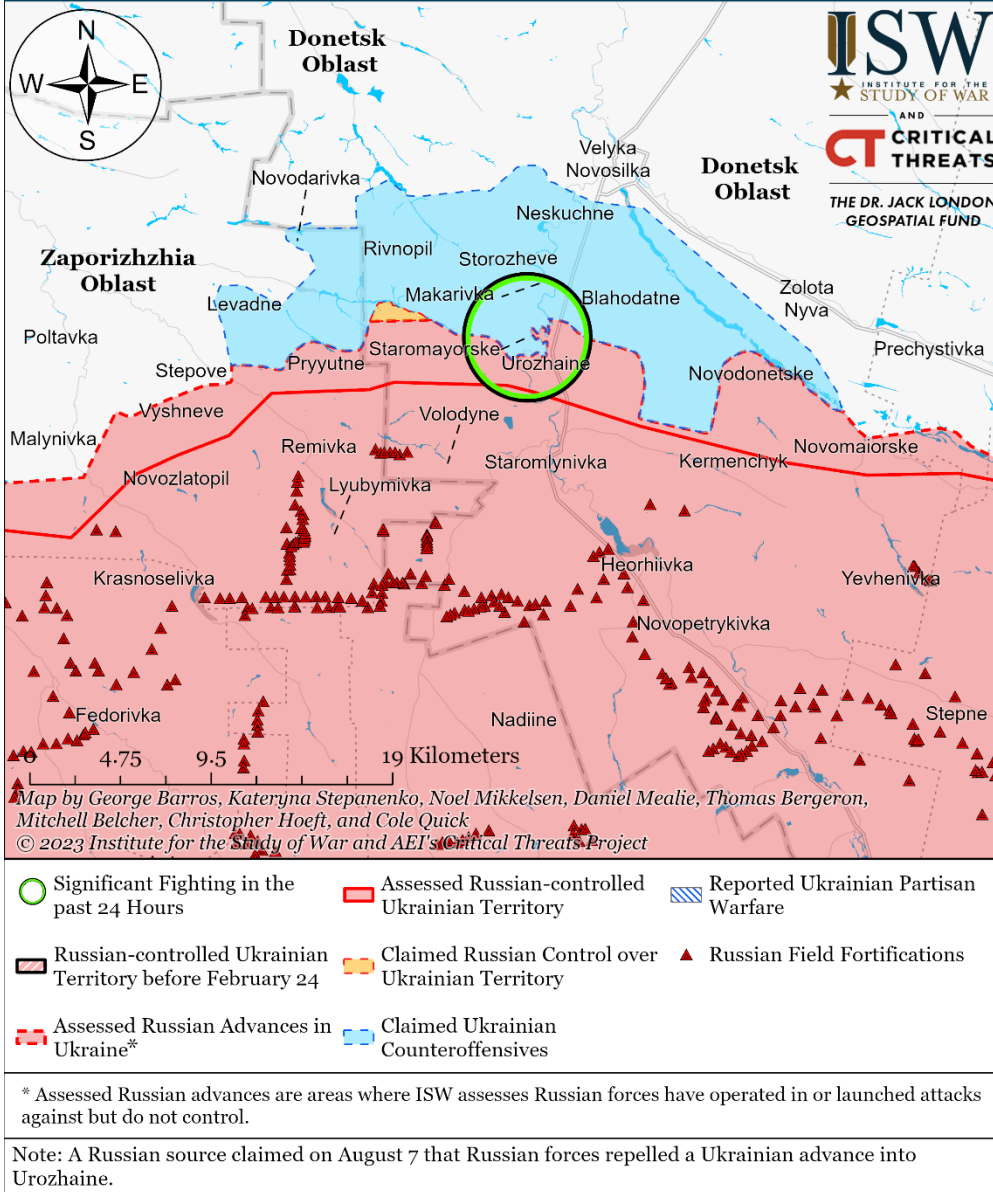 N
W
E
S
Donetsk
Oblast
ISW
INSTITUTE FOR THE
STUDY OF WAR
AND
CT
CRITICAL
THREATS
THE DR. JACK LONDON
GEOSPATIAL FUND
Velyka
Novosilka
Donetsk
Oblast
Novodarivka
Neskuchne
Rivnopil
Storozheve
Zaporizhzhia
Oblast
Levadne
Makarivka
Blahodatne
Zolota
Nyva
Poltavka
Staromayorske
Prechystivka
Stepove
Pryyutne
Urozhaine
Novodonetske
Vyshneve
Volodyne
Malynivka
Remivka
Novomaiorske
Staromlynivka
Kermenchyk
Novozlatopil
Lyubymivka
Krasnoselivka
Heorhiivka
Yevhenivka
Novopetrykivka
Fedorivka
Nadiine
Stepne
0 4.75 9.5 19 Kilometers
Map by George Barros, Kateryna Stepanenko, Noel Mikkelsen, Daniel Mealie, Thomas Bergeron,
Mitchell Belcher, Christopher Hoeft, and Cole Quick
© 2023 Institute for the Study of War and AEI's Critical Threats Project
Significant Fighting in the
past 24 Hours
Assessed Russian-controlled
Ukrainian Territory
Reported Ukrainian Partisan
Warfare
Russian-controlled Ukrainian
Territory before February 24
Claimed Russian Control over
Ukrainian Territory
Russian Field Fortifications
Assessed Russian Advances in
Ukraine*
Claimed Ukrainian
Counteroffensives
* Assessed Russian advances are areas where ISW assesses Russian forces have operated in or launched attacks
against but do not control.
Note: A Russian source claimed on August 7 that Russian forces repelled a Ukrainian advance into
Urozhaine.